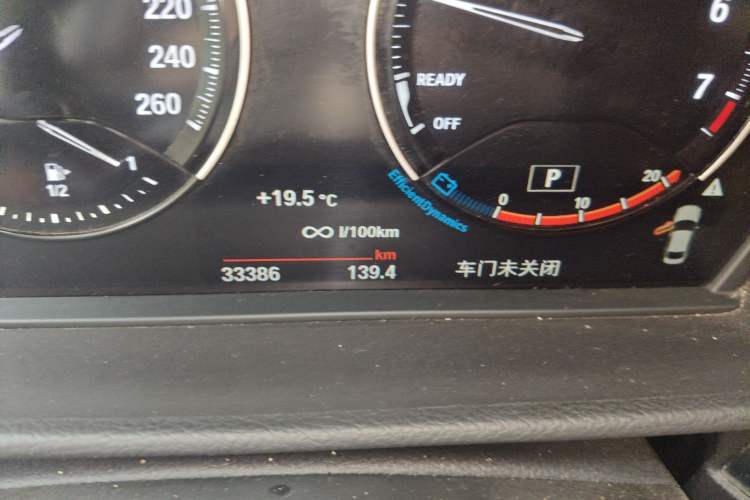 220
240
260
1/2
1
6
7
READY
OFF
EfficientDynamics
P
0
10
20
+19.5 °C
∞ l/100km
km
33386
139.4
车门未关闭